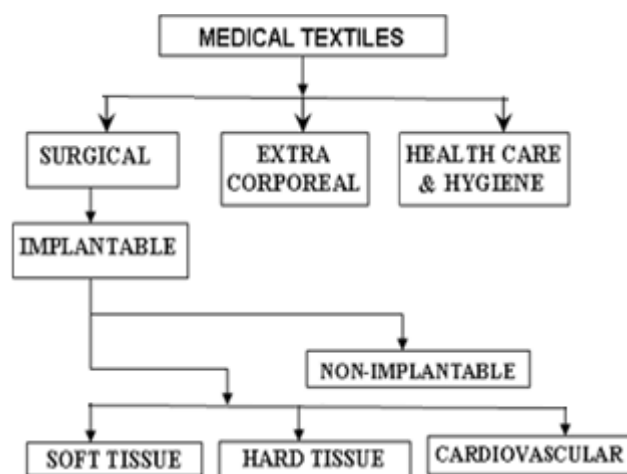 MEDICAL TEXTILES
SURGICAL
EXTRA
CORPOREAL
HEALTH CARE
& HYGIENE
IMPLANTABLE
NON-IMPLANTABLE
SOFT TISSUE
HARD TISSUE
CARDIOVASCULAR